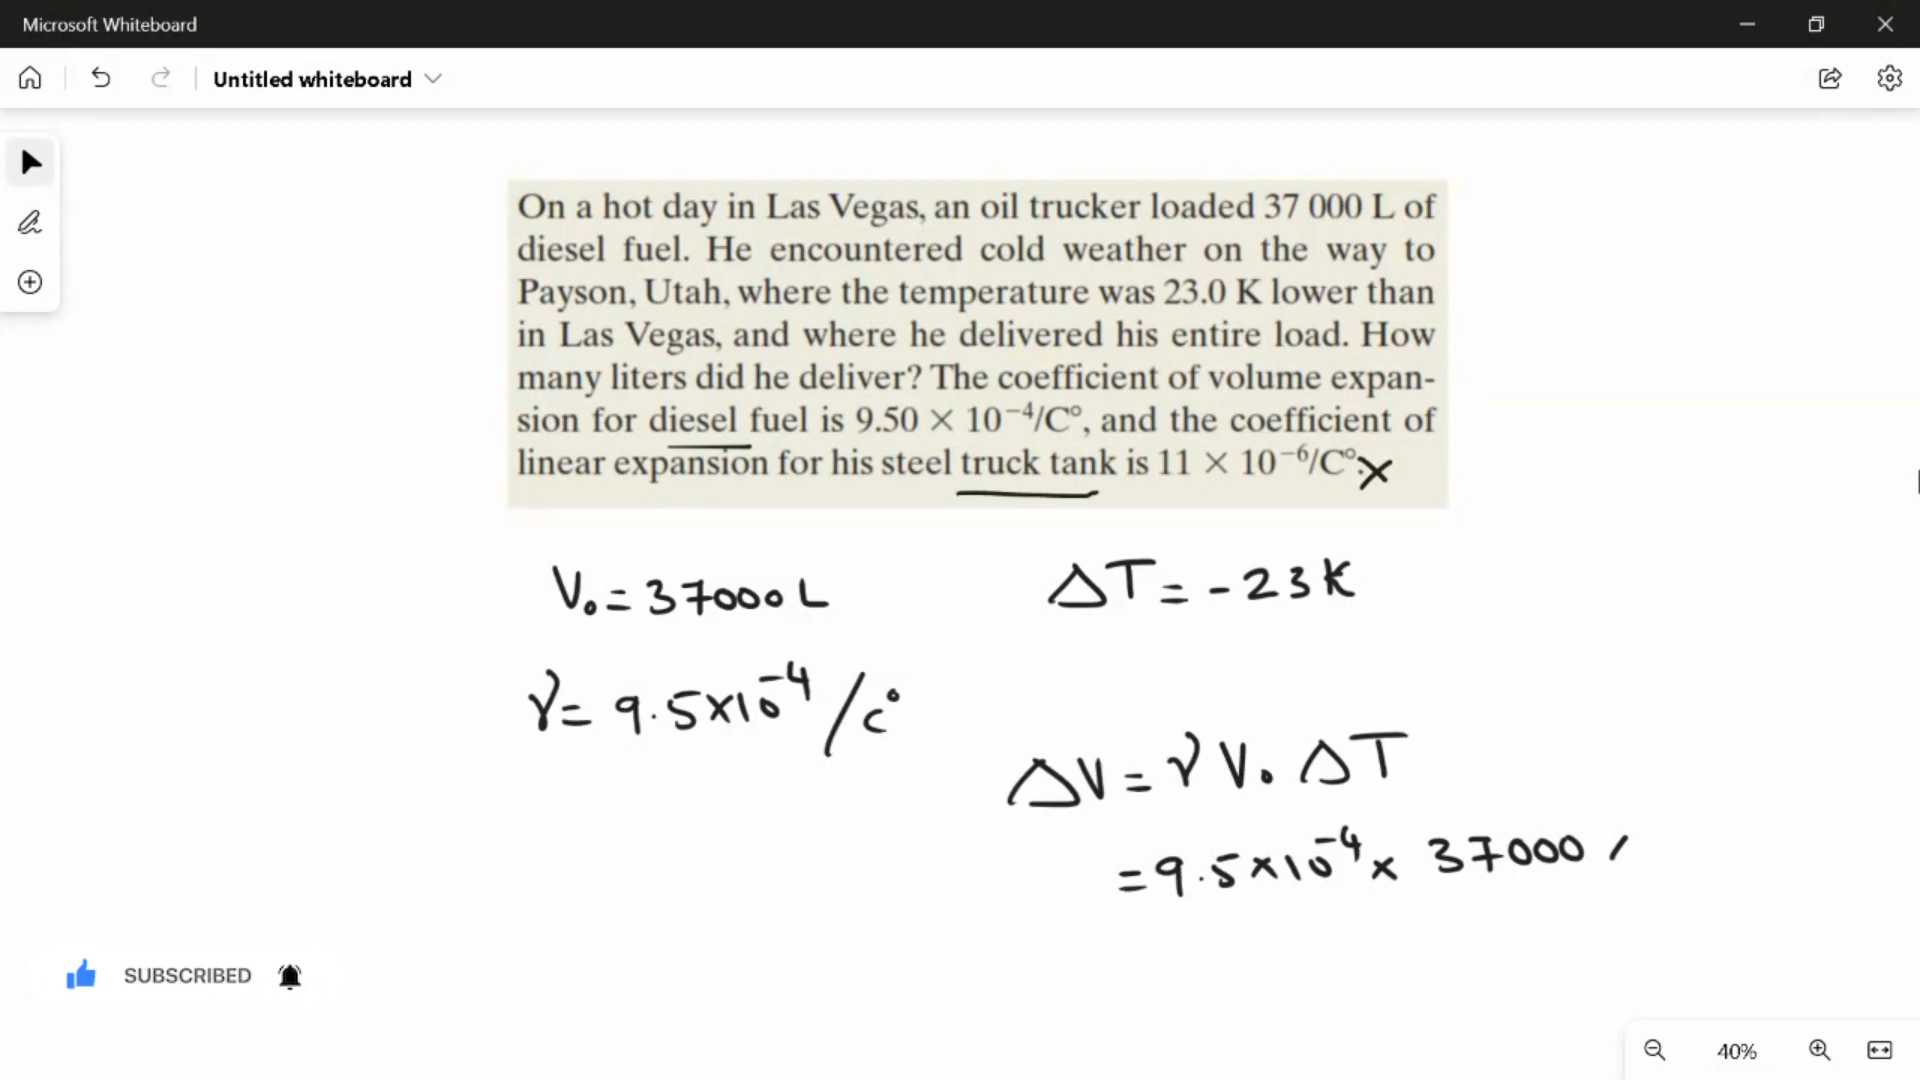 Microsoft Whiteboard
Untitled whiteboard
On a hot day in Las Vegas, an oil trucker loaded 37 000 L of
diesel fuel. He encountered cold weather on the way to
Payson, Utah, where the temperature was 23.0 K lower than
in Las Vegas, and where he delivered his entire load. How
many liters did he deliver? The coefficient of volume expan-
sion for diesel fuel is 9.50 × 10⁻⁴/C°, and the coefficient of
linear expansion for his steel truck tank is 11 × 10⁻⁶/C°. ×
V₀ = 37000 L
ΔT = -23 K
γ = 9.5×10⁻⁴ /C°
ΔV = γ V₀ ΔT
= 9.5×10⁻⁴ × 37000
SUBSCRIBED
40%